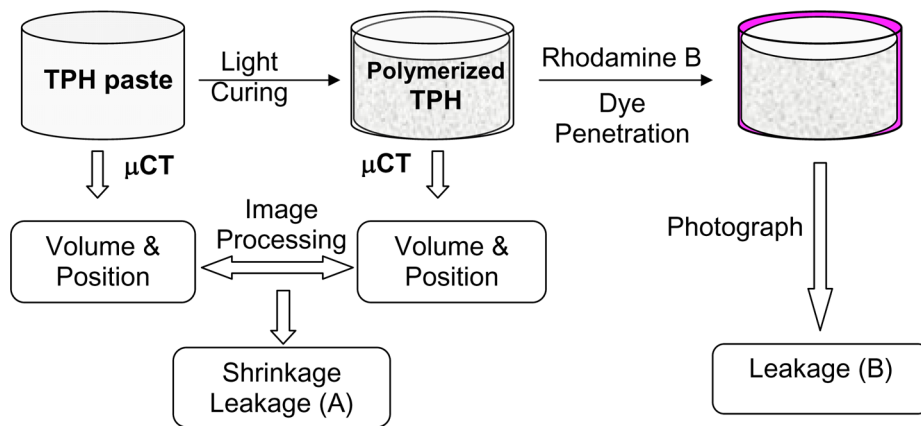 TPH paste
Light
Curing
Polymerized
TPH
Rhodamine B
Dye
Penetration
μCT
μCT
Volume &
Position
Image
Processing
Volume &
Position
Photograph
Shrinkage
Leakage (A)
Leakage (B)